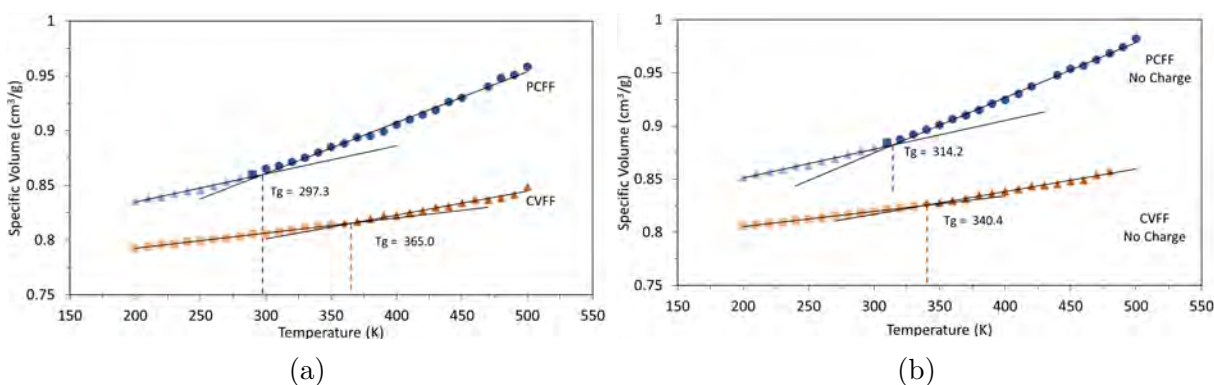 1
0.95
0.9
0.85
0.8
0.75
Specific Volume (cm³/g)
PCFF
Tg = 297.3
CVFF
Tg = 365.0
150 200 250 300 350 400 450 500 550
Temperature (K)
(a)
1
0.95
0.9
0.85
0.8
0.75
Specific Volume (cm³/g)
PCFF
No Charge
Tg = 314.2
CVFF
No Charge
Tg = 340.4
150 200 250 300 350 400 450 500 550
Temperature (K)
(b)